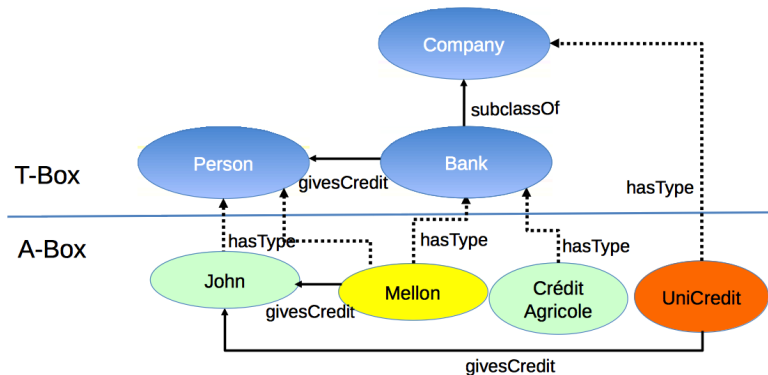 Company
subclassOf
Person
Bank
givesCredit
T-Box
hasType
A-Box
hasType
hasType
hasType
John
Mellon
Crédit
Agricole
UniCredit
givesCredit
givesCredit